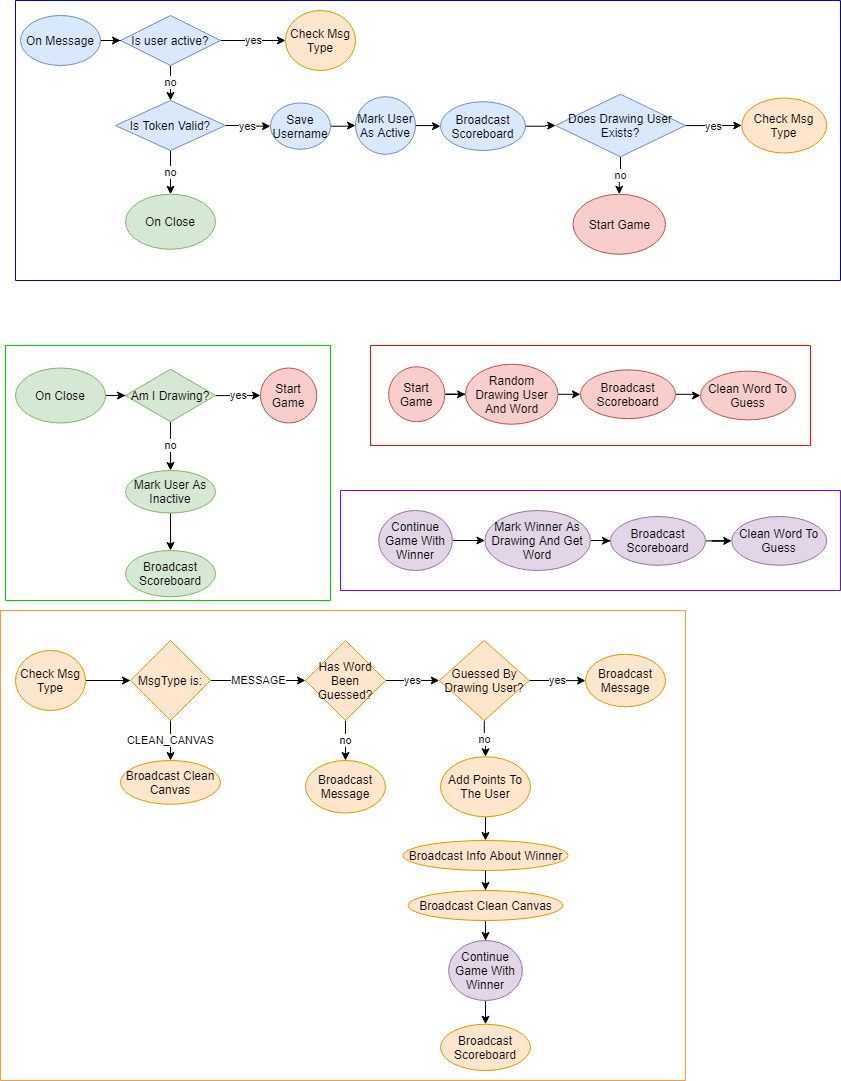 On Message
Is user active?
yes
Check Msg
Type
no
Is Token Valid?
yes
Save
Username
Mark User
As Active
Broadcast
Scoreboard
Does Drawing User
Exists?
yes
Check Msg
Type
no
On Close
no
Start Game
On Close
Am I Drawing?
yes
Start
Game
no
Mark User As
Inactive
Broadcast
Scoreboard
Start
Game
Random
Drawing User
And Word
Broadcast
Scoreboard
Clean Word To
Guess
Continue
Game With
Winner
Mark Winner As
Drawing And Get
Word
Broadcast
Scoreboard
Clean Word To
Guess
Check Msg
Type
MsgType is:
MESSAGE
Has Word
Been
Guessed?
yes
Guessed By
Drawing User?
yes
Broadcast
Message
CLEAN_CANVAS
Broadcast Clean
Canvas
no
Broadcast
Message
no
Add Points To
The User
Broadcast Info About Winner
Broadcast Clean Canvas
Continue
Game With
Winner
Broadcast
Scoreboard